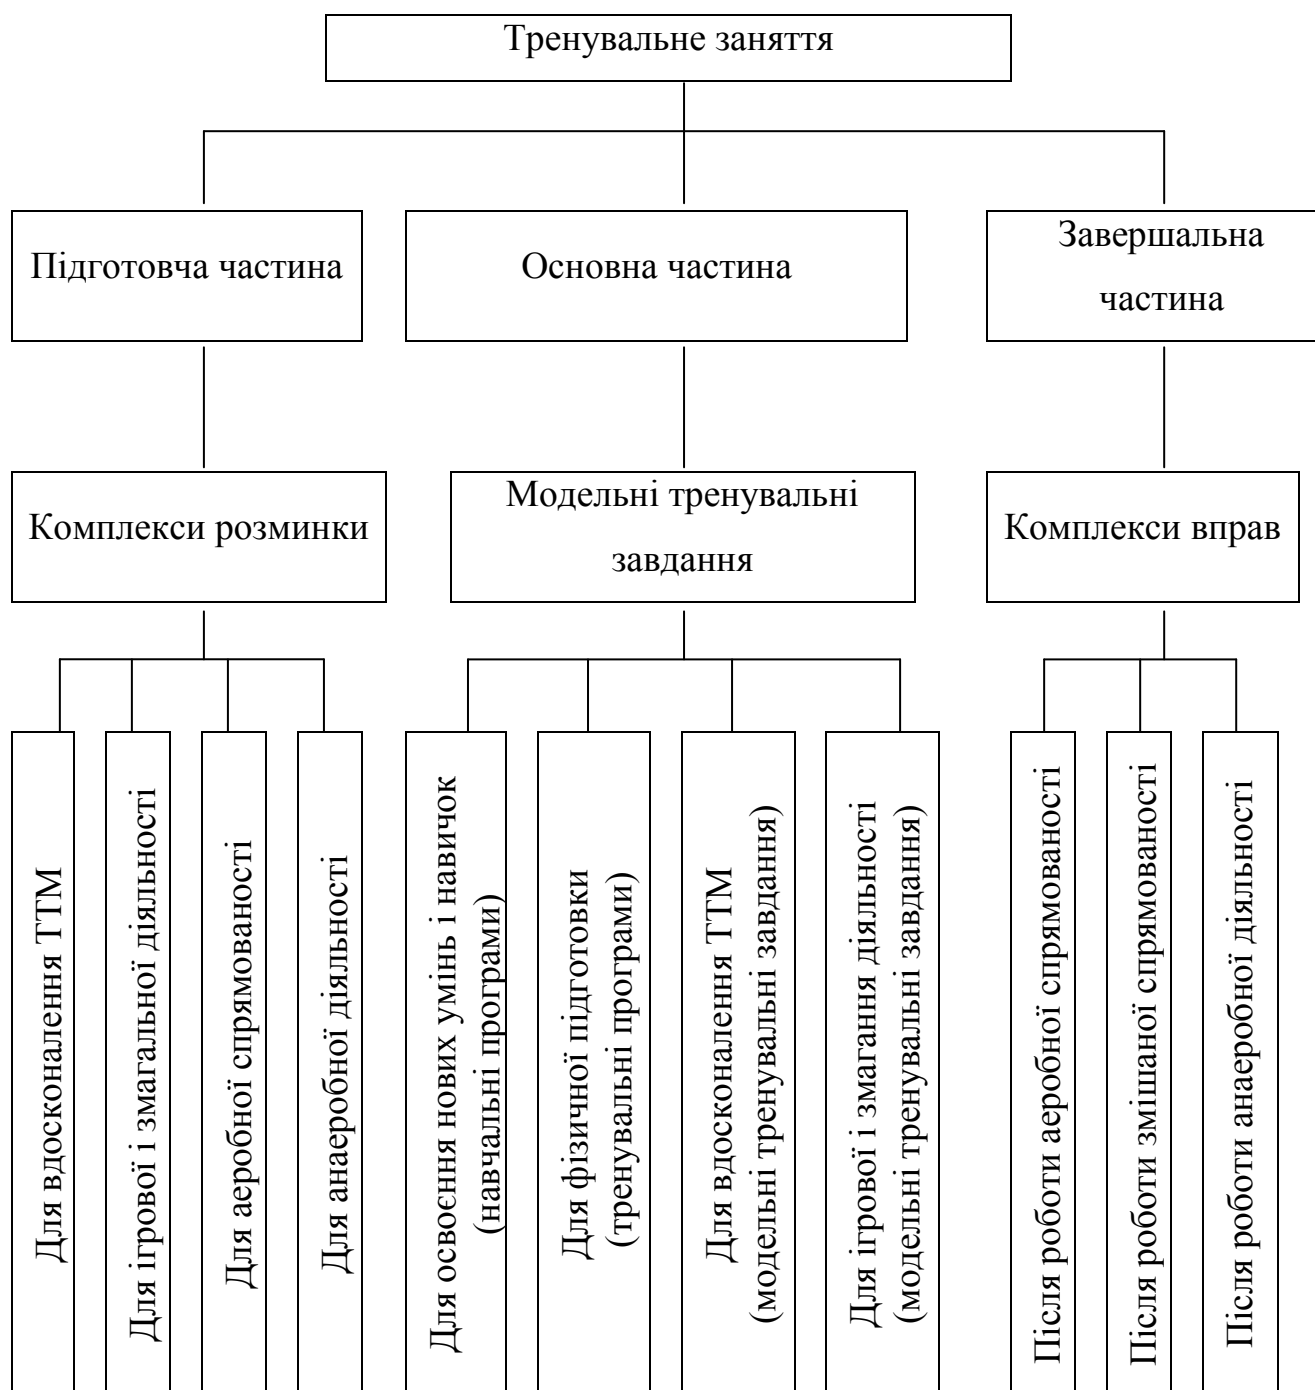 Тренувальне заняття
Підготовча частина
Основна частина
Завершальна
частина
Комплекси розминки
Модельні тренувальні
завдання
Комплекси вправ
Для вдосконалення ТТМ
Для ігрової і змагальної діяльності
Для аеробної спрямованості
Для анаеробної діяльності
Для освоєння нових умінь і навичок
(навчальні програми)
Для фізичної підготовки
(тренувальні програми)
Для вдосконалення ТТМ
(модельні тренувальні завдання)
Для ігрової і змагання діяльності
(модельні тренувальні завдання)
Після роботи аеробної спрямованості
Після роботи змішаної спрямованості
Після роботи анаеробної діяльності